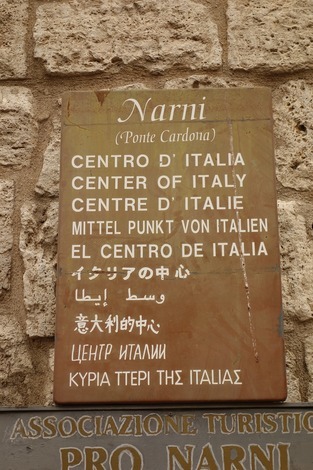 Narni
(Ponte Cardona)
CENTRO D' ITALIA
CENTER OF ITALY
CENTRE D' ITALIE
MITTEL PUNKT VON ITALIEN
EL CENTRO DE ITALIA
イタリアの中心
وسط إيطا
意大利的中心
ЦЕНТР ИТАЛИИ
ΚΥΡΙΑ ΠΤΕΡΙ ΤΗΣ ΙΤΑΛΙΑΣ
ASSOCIAZIONE TURISTIC
PRO NARNI